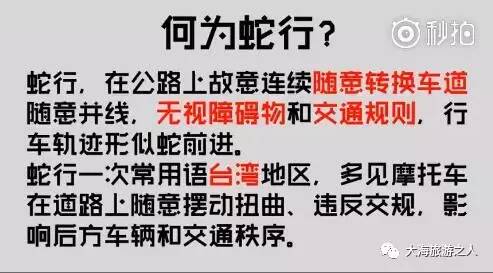 何为蛇行？
秒拍
蛇行，在公路上故意连续随意转换车道
随意并线，无视障碍物和交通规则，行
车轨迹形似蛇前进。
蛇行一次常用语台湾地区，多见摩托车
在道路上随意摆动扭曲、违反交规，影
响后方车辆和交通秩序。
大海旅游之人